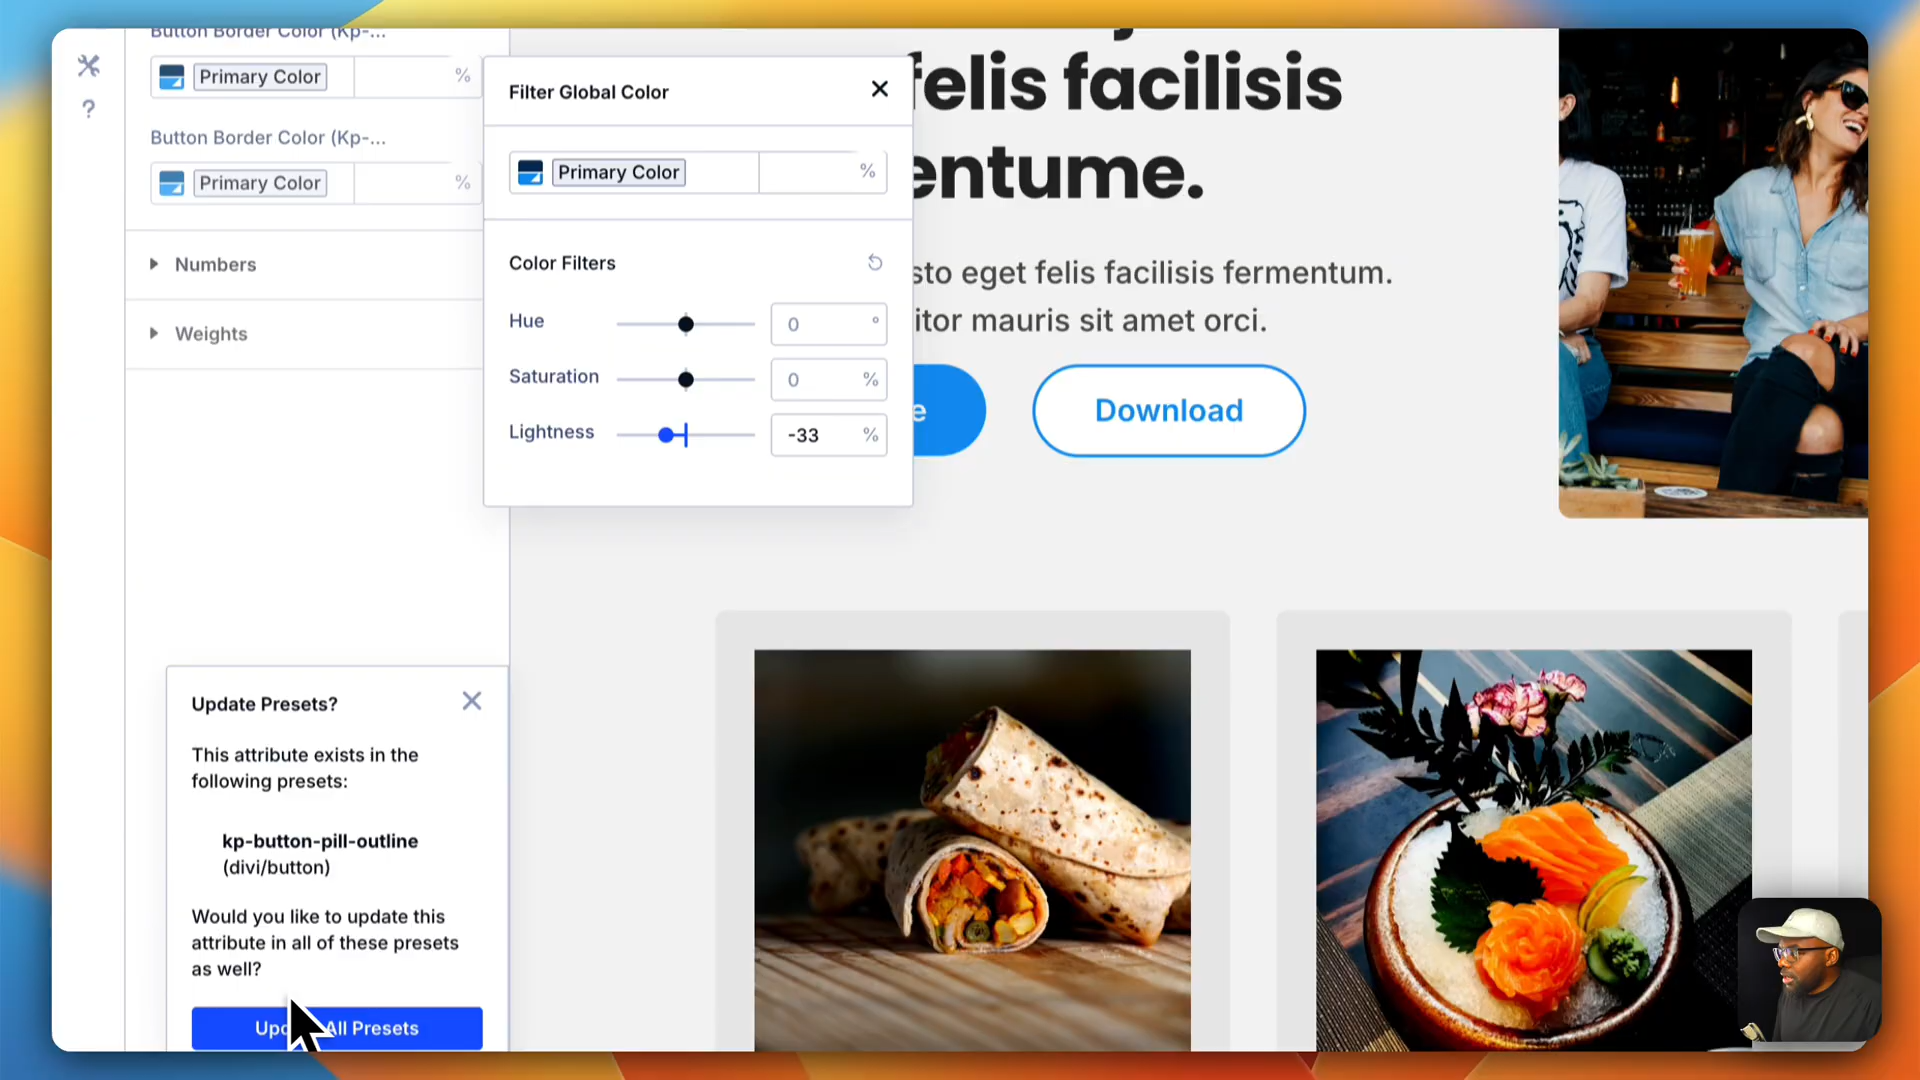 Button Border Color (Kp-...
Primary Color
%
Button Border Color (Kp-...
Primary Color
%
Numbers
Weights
Filter Global Color
Primary Color
%
Color Filters
Hue
0
°
Saturation
0
%
Lightness
-33
%
felis facilisis
entume.
sto eget felis facilisis fermentum.
itor mauris sit amet orci.
e
Download
Update Presets?
This attribute exists in the
following presets:
kp-button-pill-outline
(divi/button)
Would you like to update this
attribute in all of these presets
as well?
All Presets